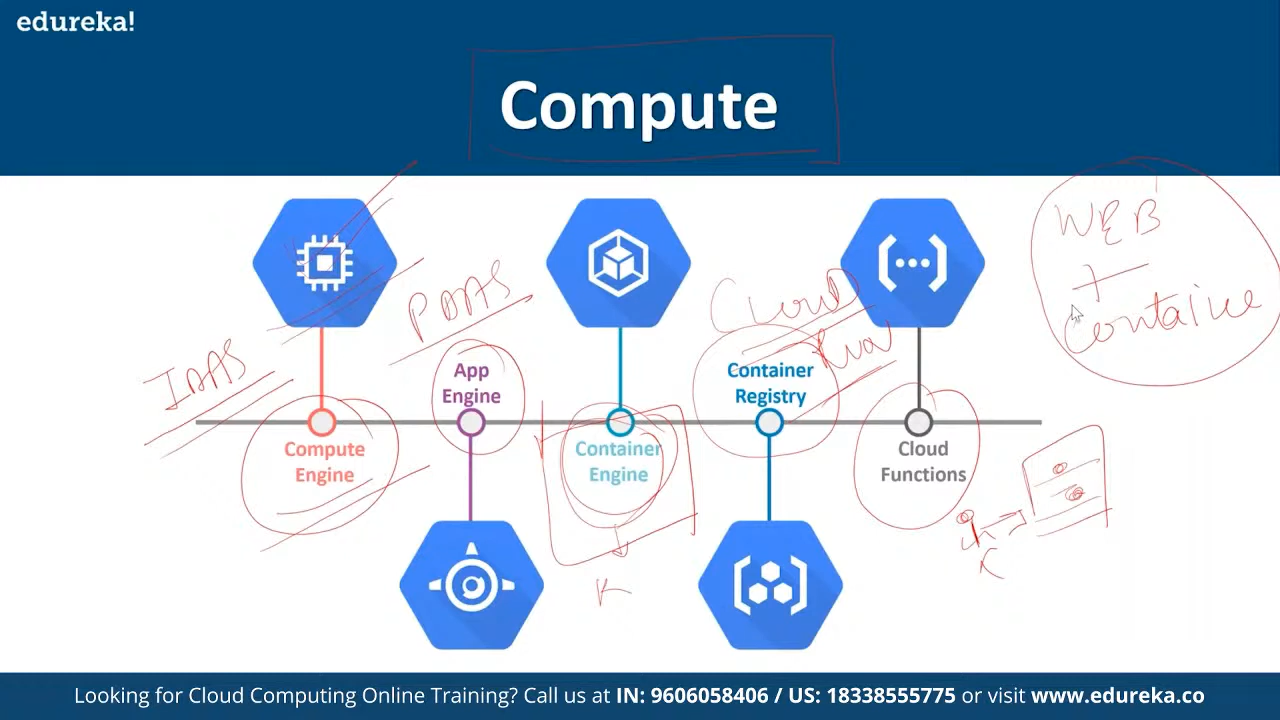 edureka!
Compute
WEB
+
Containe
PAAS
CLOUD
Run
IAAS
App
Engine
Container
Registry
Compute
Engine
Container
Engine
Cloud
Functions
K
Looking for Cloud Computing Online Training? Call us at IN: 9606058406 / US: 18338555775 or visit www.edureka.co